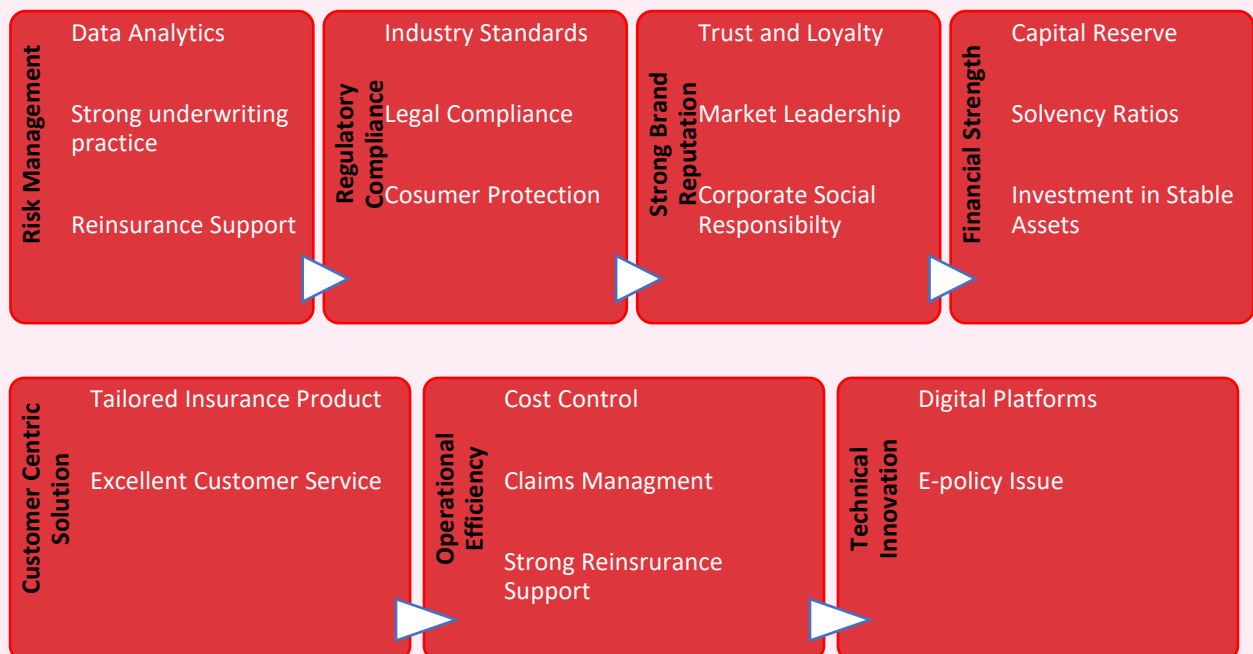 Risk Management
Data Analytics
Strong underwriting
practice
Reinsurance Support
Regulatory
Compliance
Industry Standards
Legal Compliance
Cosumer Protection
Strong Brand
Reputation
Trust and Loyalty
Market Leadership
Corporate Social
Responsibilty
Financial Strength
Capital Reserve
Solvency Ratios
Investment in Stable
Assets
Customer Centric
Solution
Tailored Insurance Product
Excellent Customer Service
Operational
Efficiency
Cost Control
Claims Managment
Strong Reinsrurance
Support
Technical
Innovation
Digital Platforms
E-policy Issue